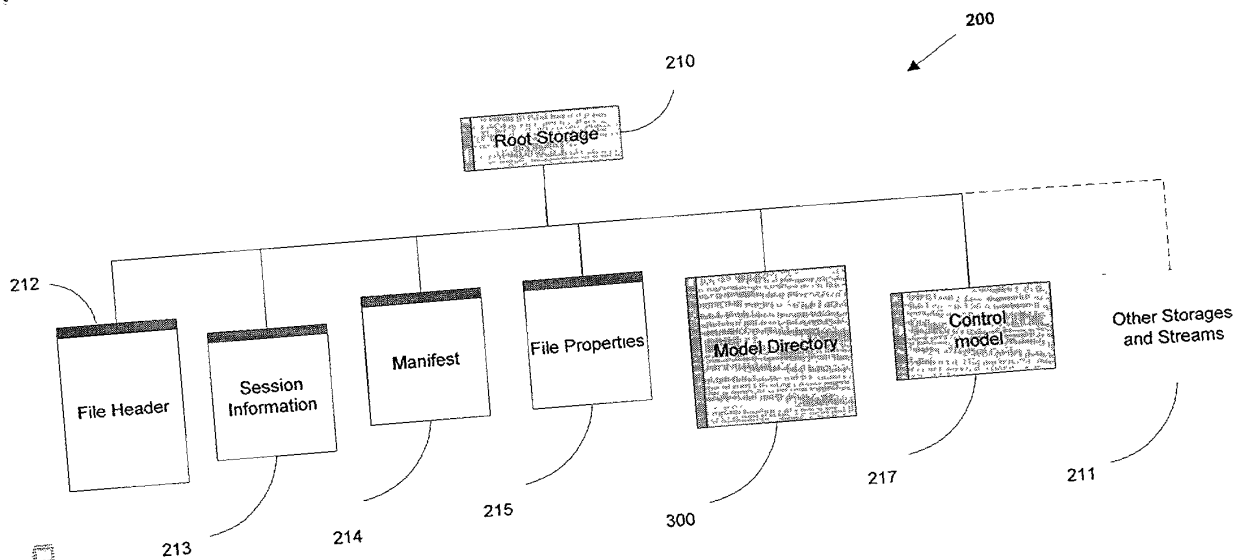 200
210
Root Storage
212
File Header
Session
Information
Manifest
File Properties
Model Directory
Control
model
Other Storages
and Streams
213
214
215
300
217
211